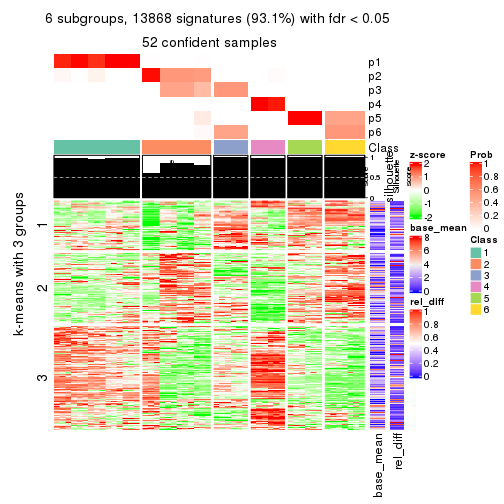 6 subgroups, 13868 signatures (93.1%) with fdr < 0.05
52 confident samples
p1
p2
p3
p4
p5
p6
Class
1
0.5
0
silhouette
Silhouette
score
k-means with 3 groups
1
2
3
base_mean
rel_diff
z-score
2
1
0
-1
-2
base_mean
8
6
4
2
0
rel_diff
1
0.8
0.6
0.4
0.2
0
Prob
1
0.8
0.6
0.4
0.2
0
Class
1
2
3
4
5
6